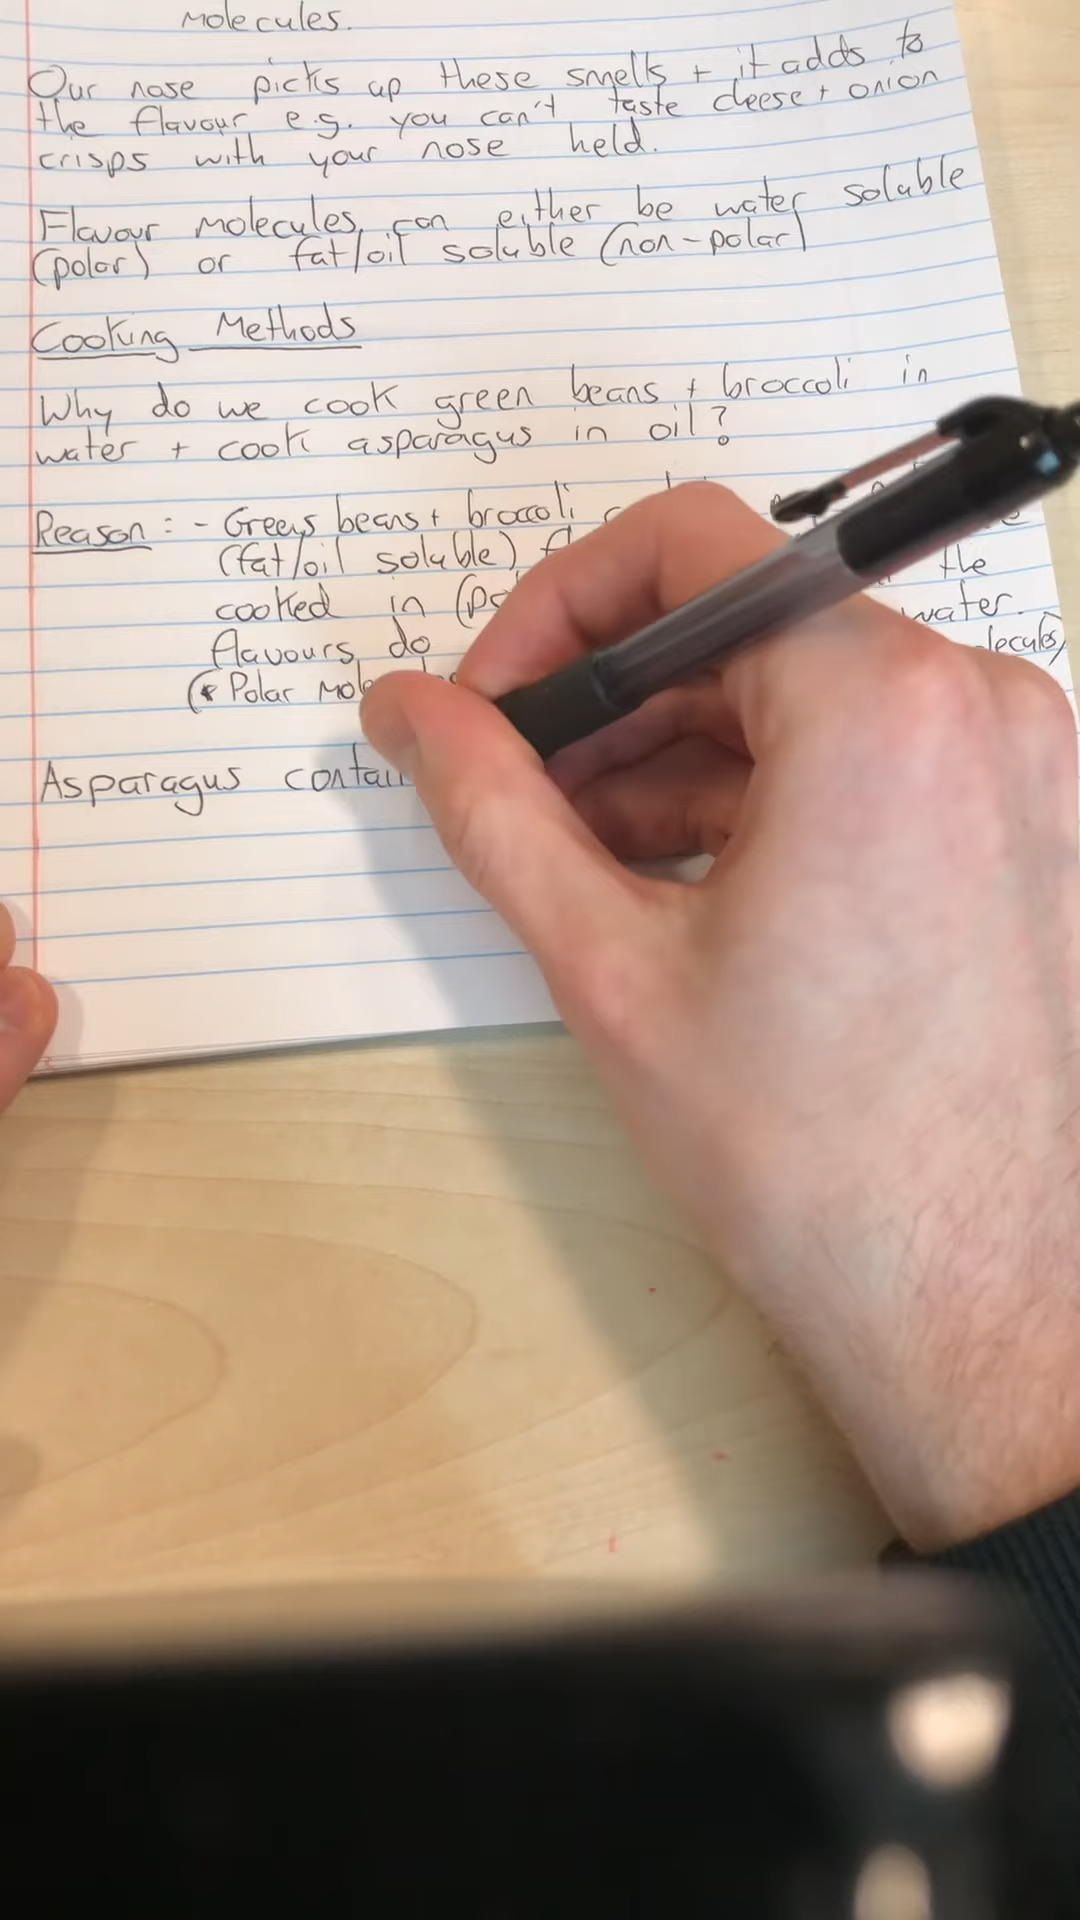 molecules.
Our nose picks up these smells + it adds to
the flavour e.g. you can't taste cheese + onion
crisps with your nose held.
Flavour molecules can either be water soluble
(polar) or fat/oil soluble (non-polar)
Cooking Methods
Why do we cook green beans + broccoli in
water + cook asparagus in oil?
Reason: - Greens beans + broccoli
(fat/oil soluble) the
cooked in water.
flavours do
(* Polar
Asparagus